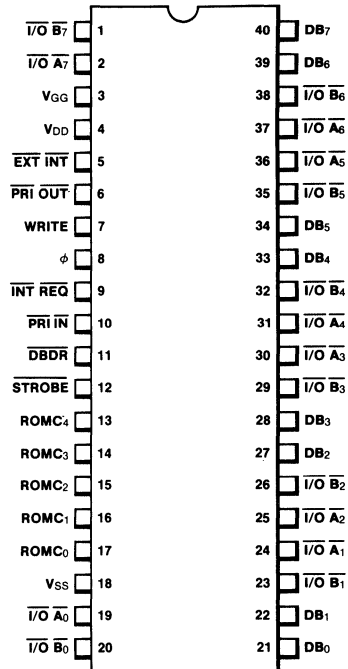 I/O B7 1 40 DB7
I/O A7 2 39 DB6
VGG 3 38 I/O B6
VDD 4 37 I/O A6
EXT INT 5 36 I/O A5
PRI OUT 6 35 I/O B5
WRITE 7 34 DB5
ϕ 8 33 DB4
INT REQ 9 32 I/O B4
PRI IN 10 31 I/O A4
DBDR 11 30 I/O A3
STROBE 12 29 I/O B3
ROMC4 13 28 DB3
ROMC3 14 27 DB2
ROMC2 15 26 I/O B2
ROMC1 16 25 I/O A2
ROMC0 17 24 I/O A1
VSS 18 23 I/O B1
I/O A0 19 22 DB1
I/O B0 20 21 DB0